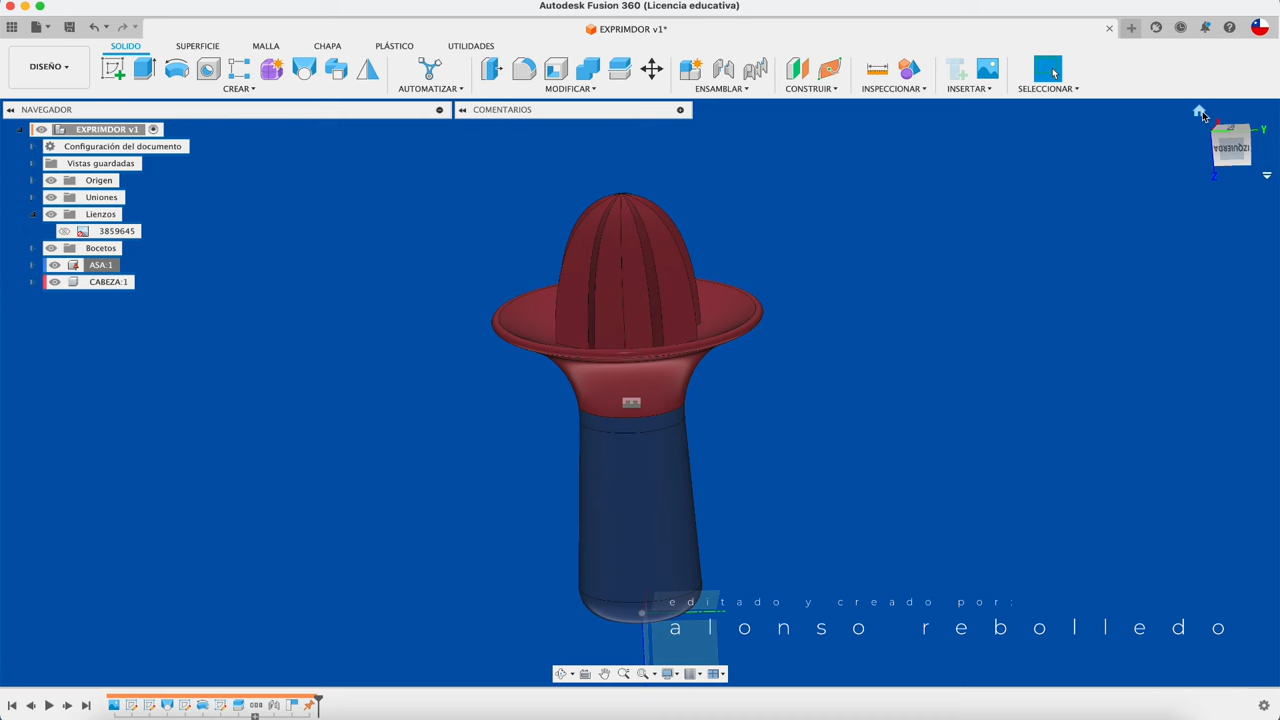 Autodesk Fusion 360 (Licencia educativa)
EXPRIMDOR v1*
DISEÑO
SOLIDO
SUPERFICIE
MALLA
CHAPA
PLÁSTICO
UTILIDADES
CREAR
AUTOMATIZAR
MODIFICAR
ENSAMBLAR
CONSTRUIR
INSPECCIONAR
INSERTAR
SELECCIONAR
NAVEGADOR
COMENTARIOS
EXPRIMDOR v1
Configuración del documento
Vistas guardadas
Origen
Uniones
Lienzos
3859645
Bocetos
ASA:1
CABEZA:1
X
Y
IZQUIERDA
Z
editado y creado por:
alonso rebolledo